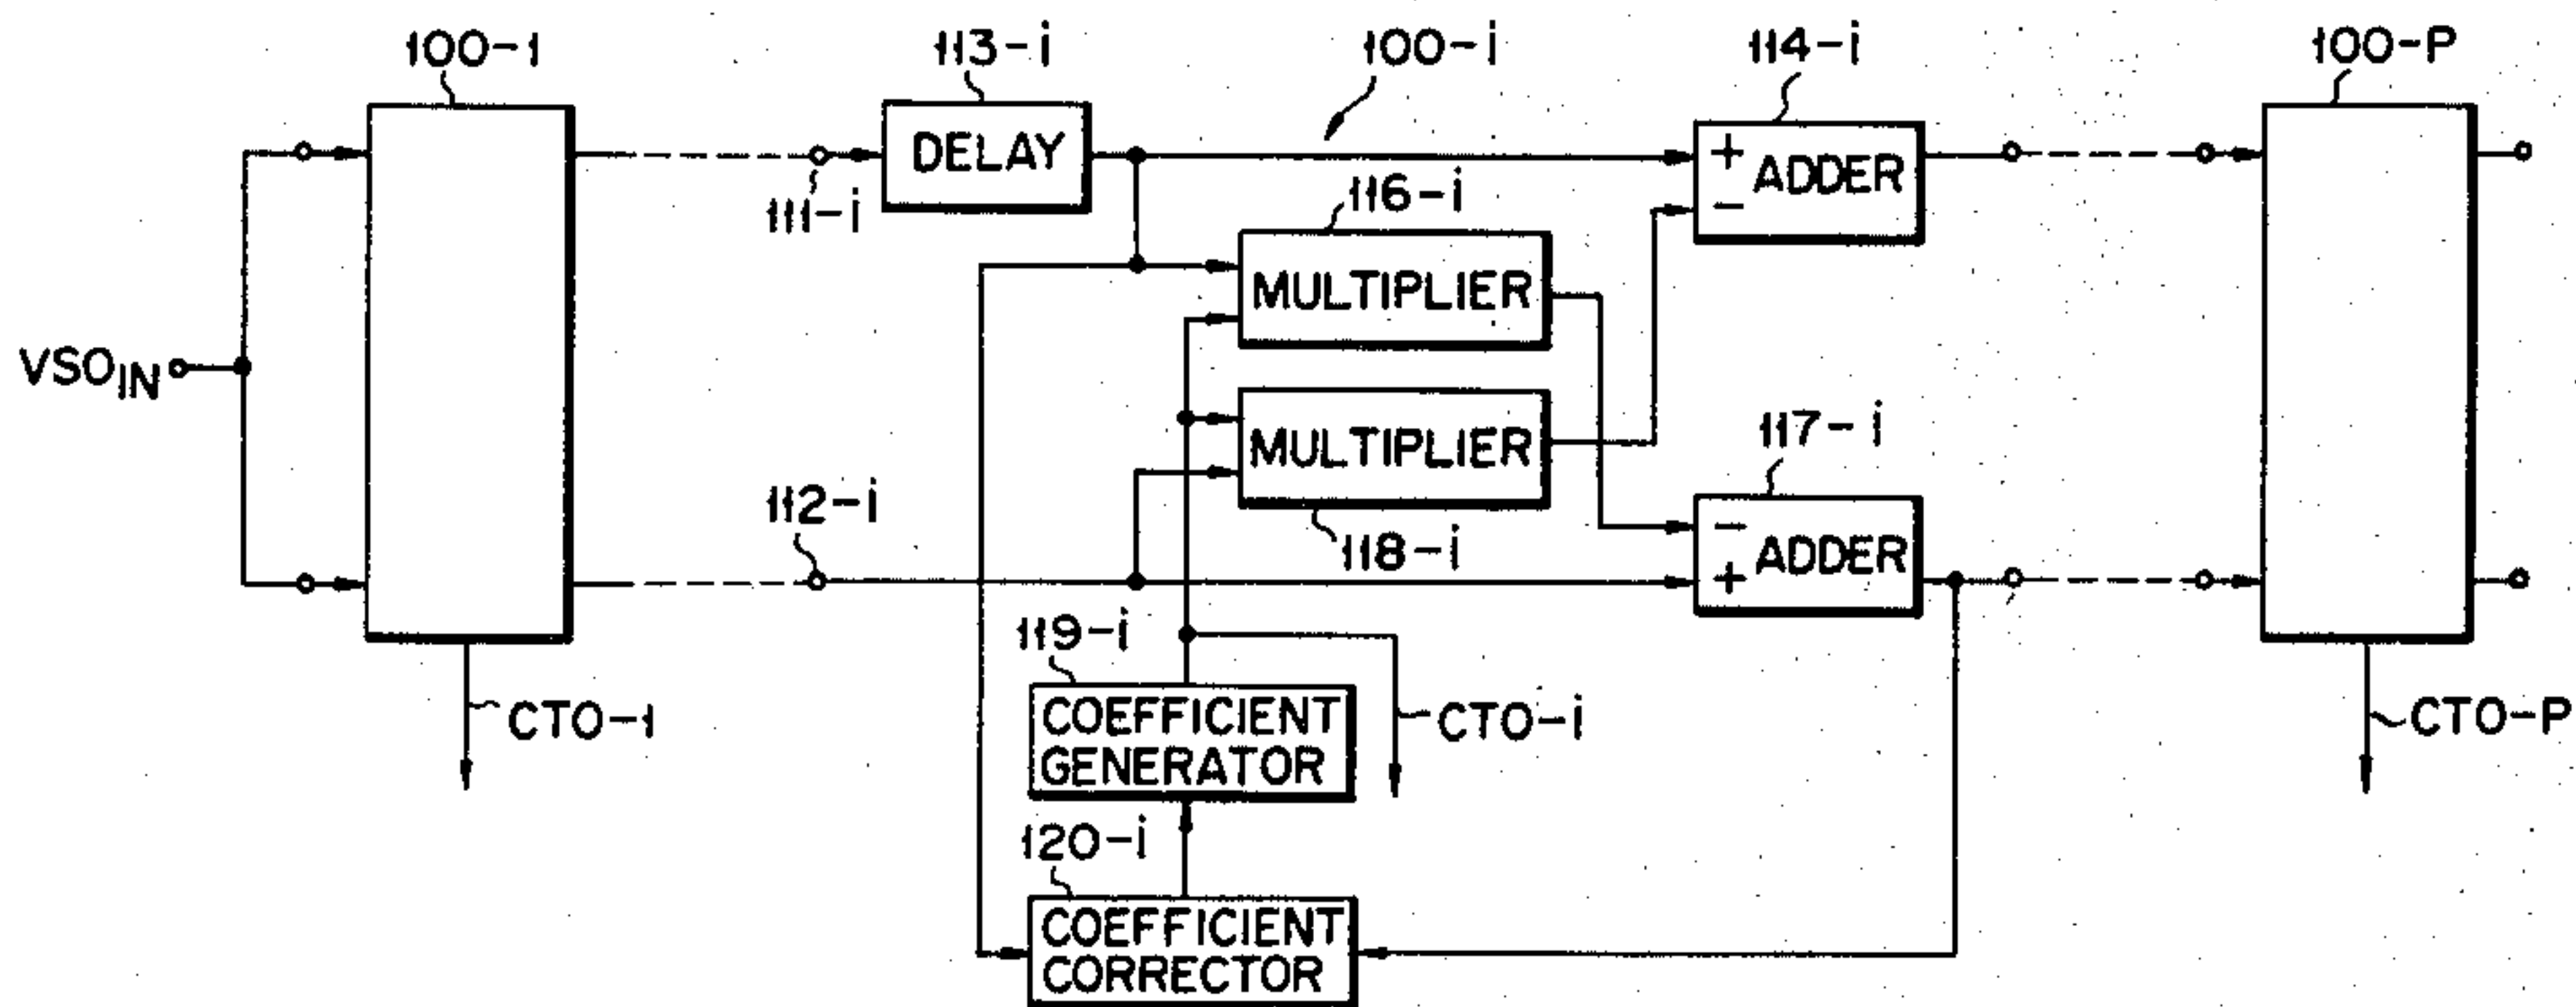 100-1
113-i
100-i
114-i
100-P
DELAY
+
ADDER
−
111-i
116-i
MULTIPLIER
VSOIN
MULTIPLIER
117-i
112-i
118-i
−
ADDER
+
119-i
COEFFICIENT
GENERATOR
CTO-1
CTO-i
CTO-P
120-i
COEFFICIENT
CORRECTOR